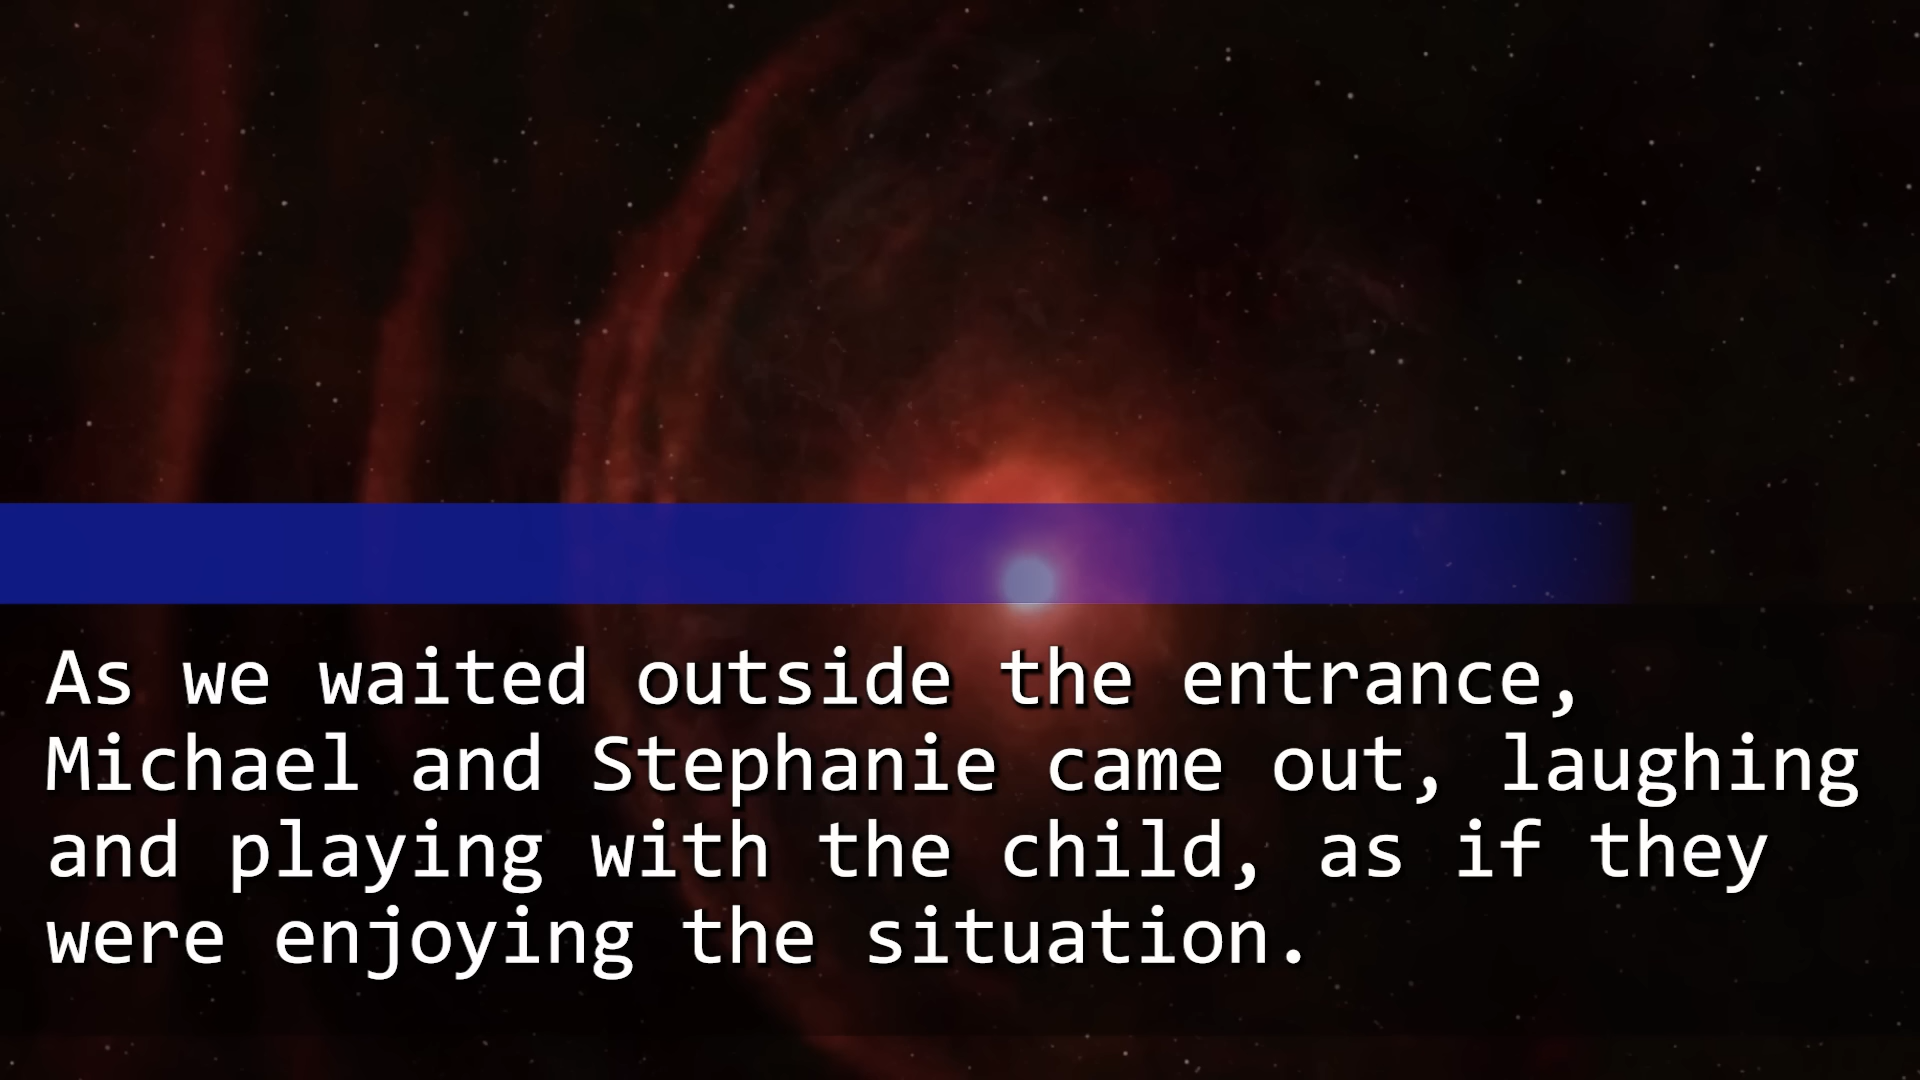 As we waited outside the entrance,
Michael and Stephanie came out, laughing
and playing with the child, as if they
were enjoying the situation.